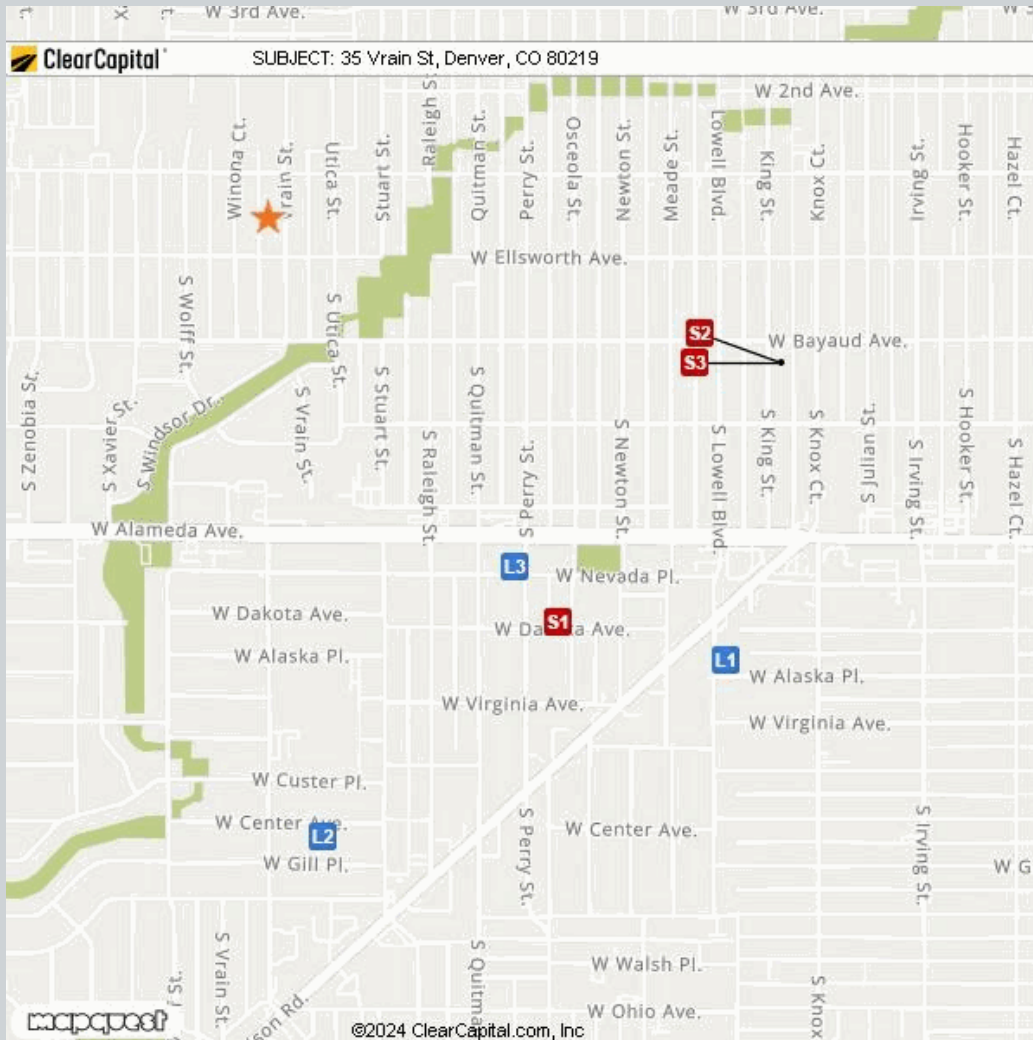 W 3rd Ave.
W 3rd Ave.
ClearCapital
SUBJECT: 35 Vrain St, Denver, CO 80219
W 2nd Ave.
Winona Ct.
Vrain St.
Utica St.
Stuart St.
Raleigh St.
Quitman St.
Perry St.
Osceola St.
Newton St.
Meade St.
Lowell Blvd.
King St.
Knox Ct.
Irving St.
Hooker St.
Hazel Ct.
W Ellsworth Ave.
S Wolff St.
S Utica St.
S2
W Bayaud Ave.
S3
S Zenobia St.
S Xavier St.
S Windsor Dr.
S Vrain St.
S Stuart St.
S Raleigh St.
S Quitman St.
S Perry St.
S Newton St.
S Lowell Blvd.
S King St.
S Knox Ct.
S Julian St.
S Irving St.
S Hooker St.
S Hazel Ct.
W Alameda Ave.
L3
W Nevada Pl.
W Dakota Ave.
S1
W Da a Ave.
W Alaska Pl.
L1
W Alaska Pl.
W Virginia Ave.
W Virginia Ave.
W Custer Pl.
W Center Ave.
L2
S Perry St.
W Center Ave.
S Irving St.
W Gill Pl.
W G
S Vrain St.
St.
S Quitma
W Walsh Pl.
S Knox
son Rd.
W Ohio Ave.
mapquest
©2024 ClearCapital.com, Inc